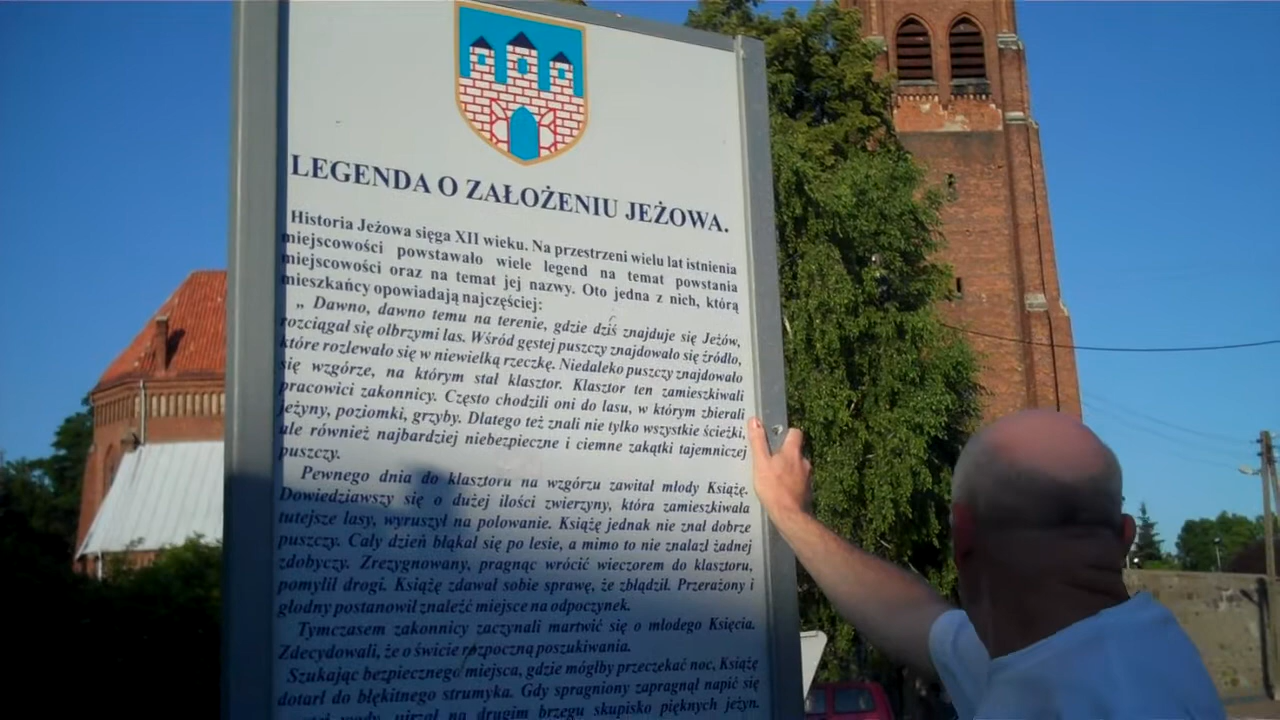 LEGENDA O ZAŁOŻENIU JEŻOWA.
Historia Jeżowa sięga XII wieku. Na przestrzeni wielu lat istnienia
miejscowości powstawało wiele legend na temat powstania
miejscowości oraz na temat jej nazwy. Oto jedna z nich, którą
mieszkańcy opowiadają najczęściej:
„ Dawno, dawno temu na terenie, gdzie dziś znajduje się Jeżów,
rozciągał się olbrzymi las. Wśród gęstej puszczy znajdowało się źródło,
które rozlewało się w niewielką rzeczkę. Niedaleko puszczy znajdowało
się wzgórze, na którym stał klasztor. Klasztor ten zamieszkiwali
pracowici zakonnicy. Często chodzili oni do lasu, w którym zbierali
jeżyny, poziomki, grzyby. Dlatego też znali nie tylko wszystkie ścieżki,
ale również najbardziej niebezpieczne i ciemne zakątki tajemniczej
puszczy.
Pewnego dnia do klasztoru na wzgórzu zawitał młody Książę.
Dowiedziawszy się o dużej ilości zwierzyny, która zamieszkiwała
tutejsze lasy, wyruszył na polowanie. Książę jednak nie znał dobrze
puszczy. Cały dzień błąkał się po lesie, a mimo to nie znalazł żadnej
zdobyczy. Zrezygnowany, pragnąc wrócić wieczorem do klasztoru,
pomylił drogi. Książę zdawał sobie sprawę, że zbłądził. Przerażony i
głodny postanowił znaleźć miejsce na odpoczynek.
Tymczasem zakonnicy zaczynali martwić się o młodego Księcia.
Zdecydowali, że o świcie rozpoczną poszukiwania.
Szukając bezpiecznego miejsca, gdzie mógłby przeczekać noc, Książę
dotarł do błękitnego strumyka. Gdy spragniony zapragnął napić się
wody, ujrzał na drugim brzegu skupisko pięknych jeżyn.